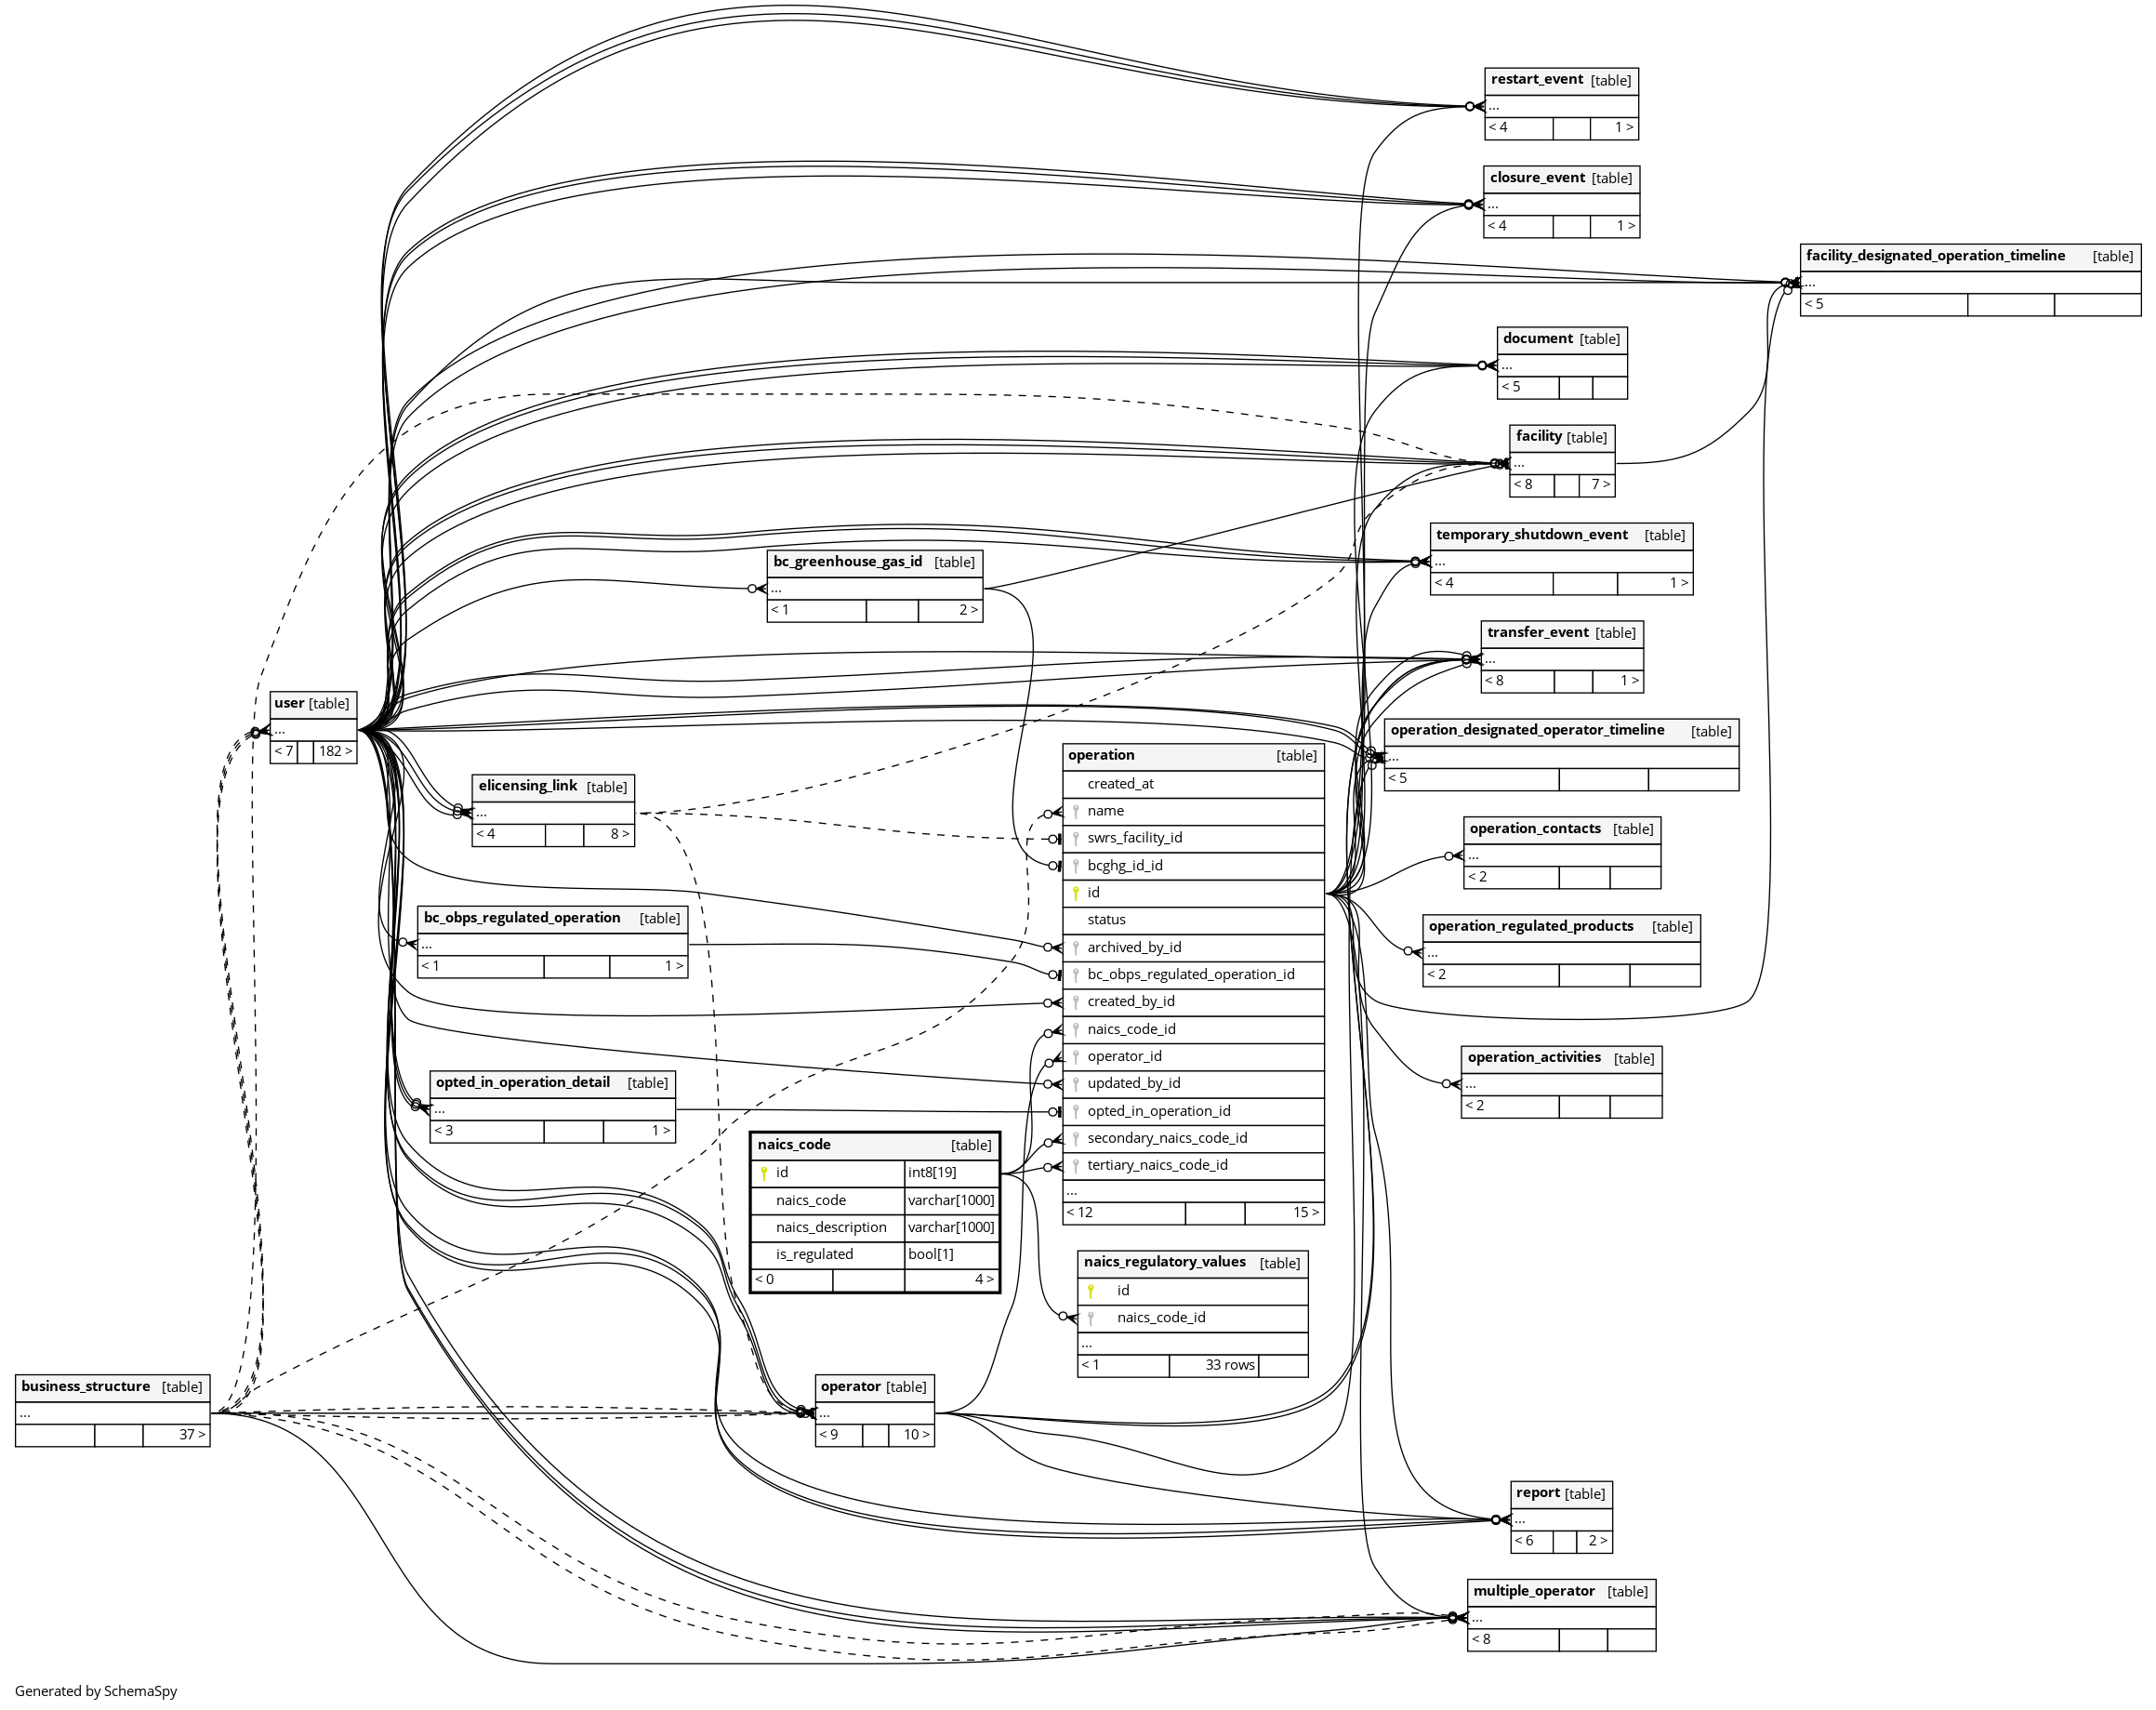 restart_event [table]
...
< 4 1 >
closure_event [table]
...
< 4 1 >
facility_designated_operation_timeline [table]
...
< 5
document [table]
...
< 5
facility [table]
...
< 8 7 >
temporary_shutdown_event [table]
...
< 4 1 >
bc_greenhouse_gas_id [table]
...
< 1 2 >
transfer_event [table]
...
< 8 1 >
user [table]
...
< 7 182 >
operation_designated_operator_timeline [table]
...
< 5
elicensing_link [table]
...
< 4 8 >
operation [table]
created_at
name
swrs_facility_id
bcghg_id_id
id
status
archived_by_id
bc_obps_regulated_operation_id
created_by_id
naics_code_id
operator_id
updated_by_id
opted_in_operation_id
secondary_naics_code_id
tertiary_naics_code_id
...
< 12 15 >
operation_contacts [table]
...
< 2
bc_obps_regulated_operation [table]
...
< 1 1 >
operation_regulated_products [table]
...
< 2
operation_activities [table]
...
< 2
opted_in_operation_detail [table]
...
< 3 1 >
naics_code [table]
id int8[19]
naics_code varchar[1000]
naics_description varchar[1000]
is_regulated bool[1]
< 0 4 >
naics_regulatory_values [table]
id
naics_code_id
...
< 1 33 rows
business_structure [table]
...
37 >
operator [table]
...
< 9 10 >
report [table]
...
< 6 2 >
multiple_operator [table]
...
< 8
Generated by SchemaSpy